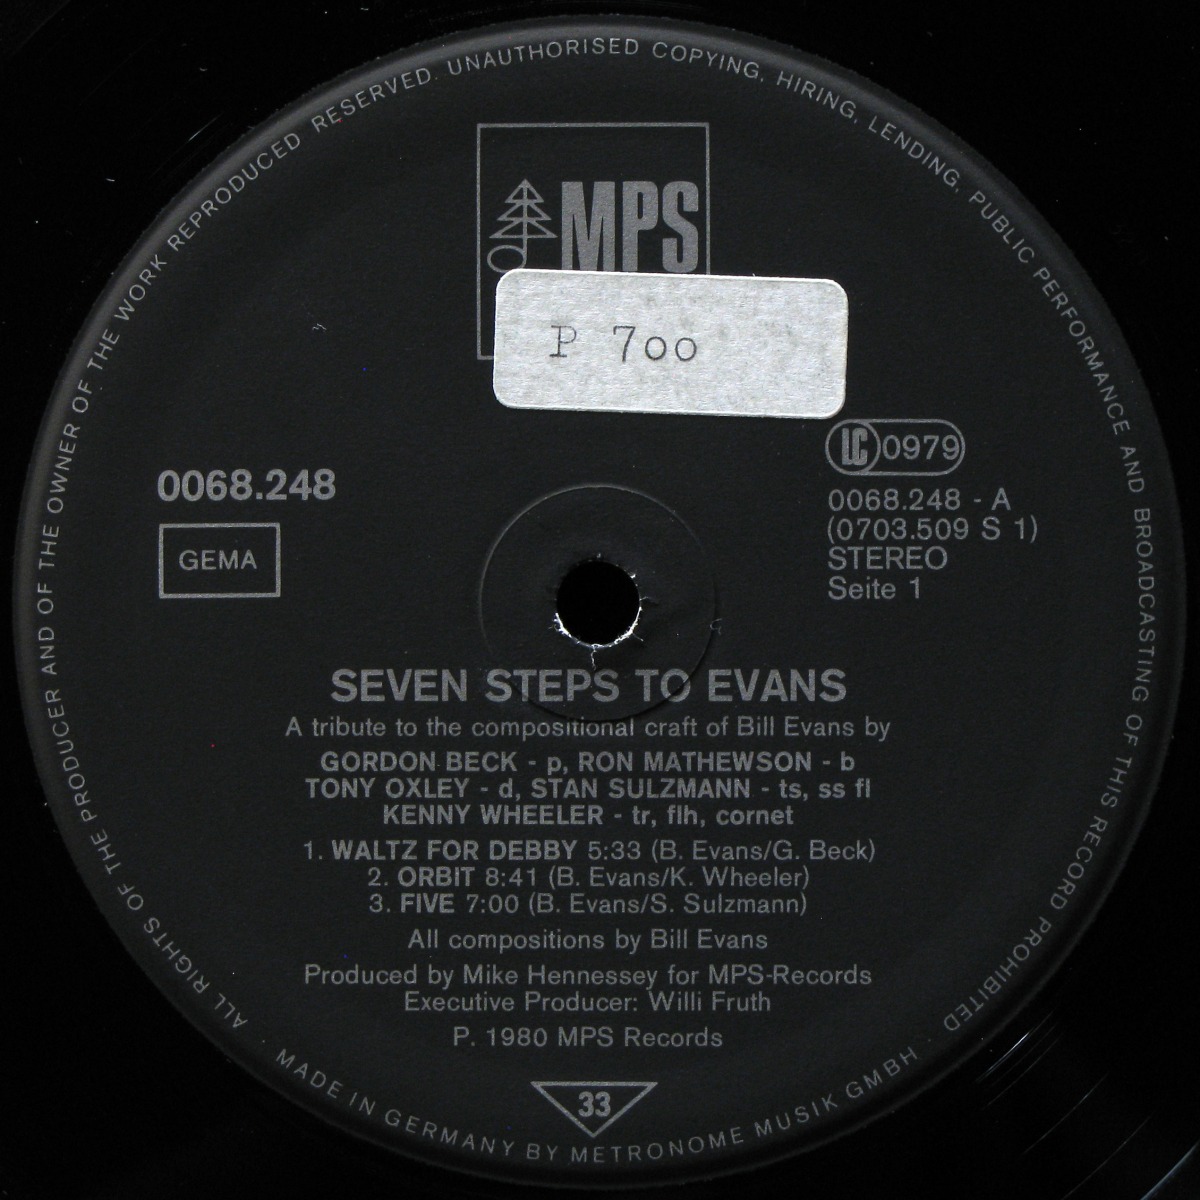 ALL RIGHTS OF THE PRODUCER AND OF THE OWNER OF THE WORK REPRODUCED RESERVED. UNAUTHORISED COPYING, HIRING, LENDING, PUBLIC PERFORMANCE AND BROADCASTING OF THIS RECORD PROHIBITED
MPS
P 700
LC 0979
0068.248
0068.248 - A
(0703.509 S 1)
GEMA
STEREO
Seite 1
SEVEN STEPS TO EVANS
A tribute to the compositional craft of Bill Evans by
GORDON BECK - p, RON MATHEWSON - b
TONY OXLEY - d, STAN SULZMANN - ts, ss fl
KENNY WHEELER - tr, flh, cornet
1. WALTZ FOR DEBBY 5:33 (B. Evans/G. Beck)
2. ORBIT 8:41 (B. Evans/K. Wheeler)
3. FIVE 7:00 (B. Evans/S. Sulzmann)
All compositions by Bill Evans
Produced by Mike Hennessey for MPS-Records
Executive Producer: Willi Fruth
P. 1980 MPS Records
33
· MADE IN GERMANY BY METRONOME MUSIK GMBH ·